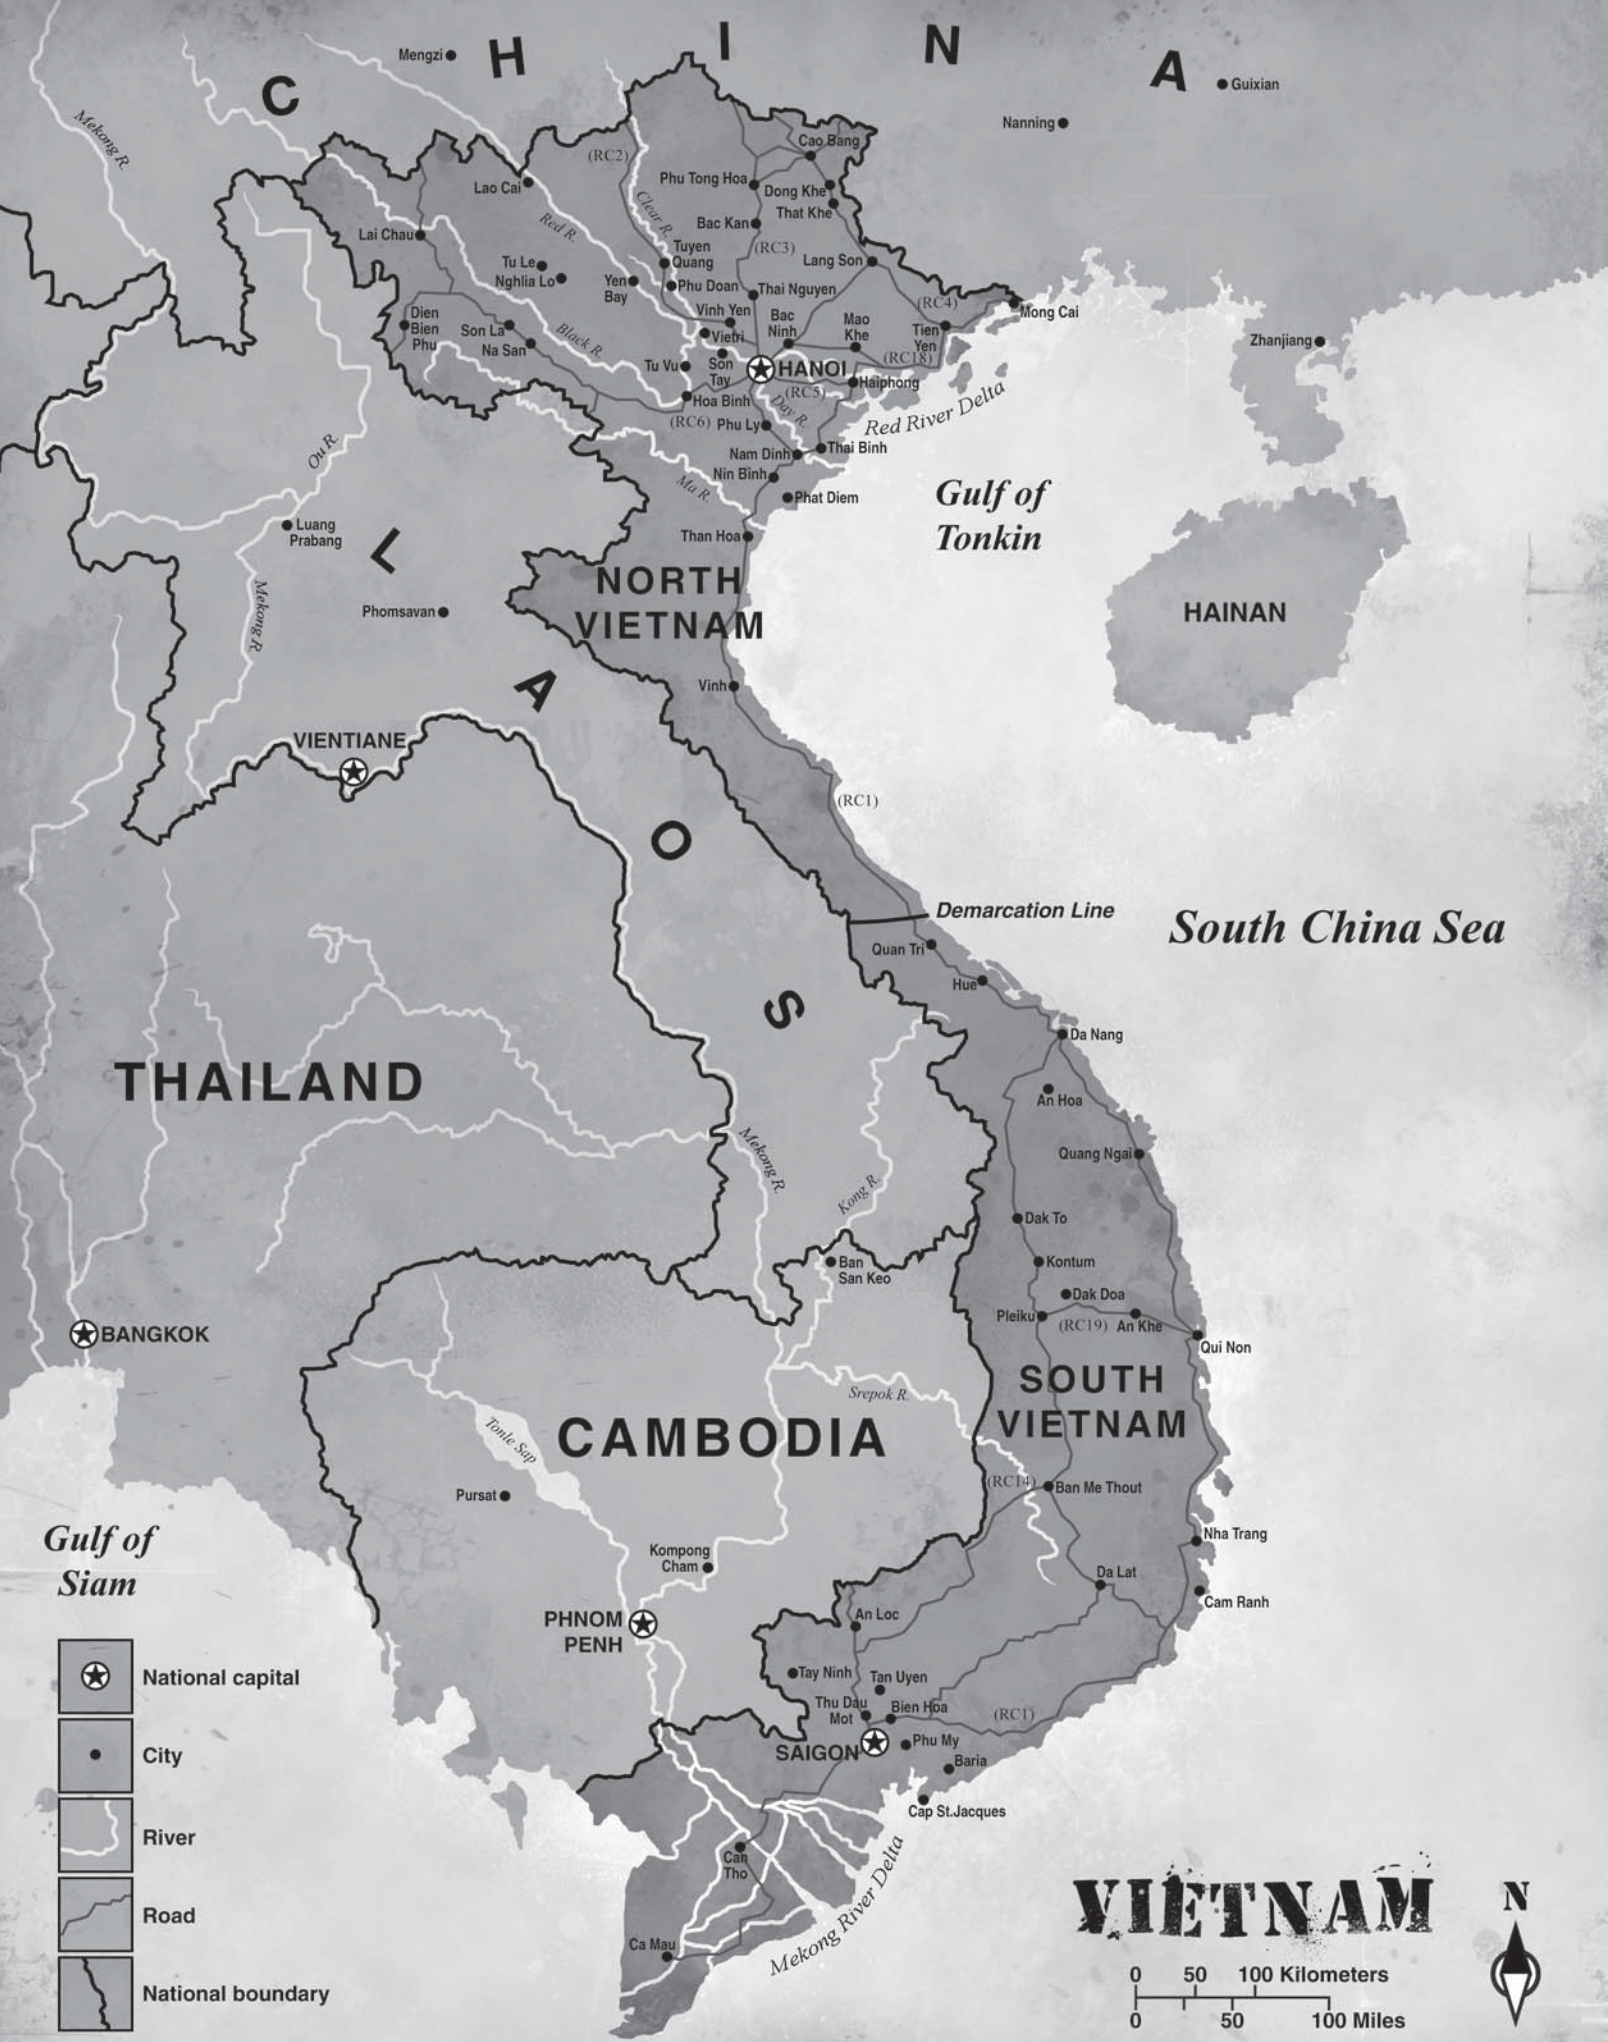 C H I N A
Mengzi
Guixian
Nanning
Mekong R.
Cao Bang
(RC2)
Phu Tong Hoa
Dong Khe
Lao Cai
That Khe
Clear R.
Red R.
Bac Kan
Lai Chau
(RC3)
Tuyen
Quang
Lang Son
Tu Le
Nghlia Lo
Yen
Bay
Phu Doan
Thai Nguyen
(RC4)
Mong Cai
Vinh Yen
Bac
Ninh
Mao
Khe
Tien
Yen
Dien
Bien
Phu
Son La
Na San
Black R.
Vietri
Zhanjiang
(RC18)
Tu Vu
Son
Tay
HANOI
Haiphong
(RC5)
Hoa Binh
Day R.
Red River Delta
(RC6)
Phu Ly
Ou R.
Nam Dinh
Thai Binh
Nin Binh
Ma R.
Phat Diem
Gulf of
Tonkin
Luang
Prabang
Than Hoa
L A O S
NORTH
VIETNAM
HAINAN
Mekong R.
Phomsavan
Vinh
VIENTIANE
(RC1)
Demarcation Line
South China Sea
Quan Tri
Hue
Da Nang
THAILAND
An Hoa
Mekong R.
Quang Ngai
Kong R.
Dak To
Ban
San Keo
Kontum
Dak Doa
Pleiku
(RC19)
An Khe
BANGKOK
Qui Non
SOUTH
VIETNAM
Srepok R.
CAMBODIA
Tonle Sap
(RC14)
Ban Me Thout
Pursat
Gulf of
Siam
Nha Trang
Kompong
Cham
Da Lat
Cam Ranh
PHNOM
PENH
An Loc
National capital
Tay Ninh
Tan Uyen
Thu Dau
Mot
Bien Hoa
(RC1)
SAIGON
Phu My
City
Baria
Cap St.Jacques
River
Can
Tho
Mekong River Delta
Road
Ca Mau
National boundary
VIETNAM
N
0 50 100 Kilometers
0 50 100 Miles